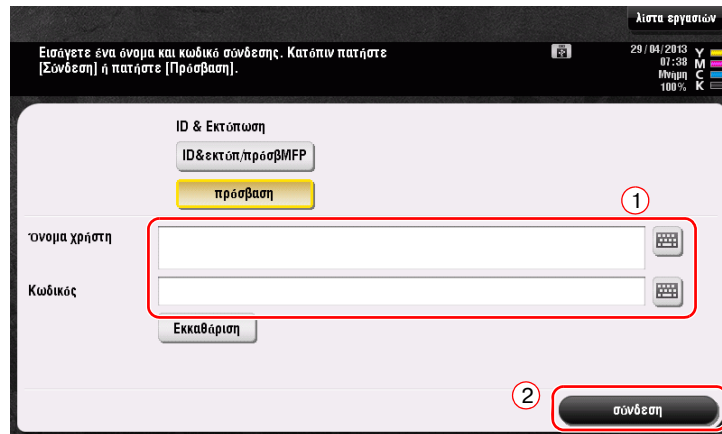 λίστα εργασιών
Εισάγετε ένα όνομα και κωδικό σύνδεσης. Κατόπιν πατήστε
[Σύνδεση] ή πατήστε [Πρόσβαση].
29/04/2013
07:38
Μνήμη
100%
Y
M
C
K
ID & Εκτύπωση
ID&εκτύπ/πρόσβMFP
πρόσβαση
1
Όνομα χρήστη
Κωδικός
Εκκαθάριση
2
σύνδεση